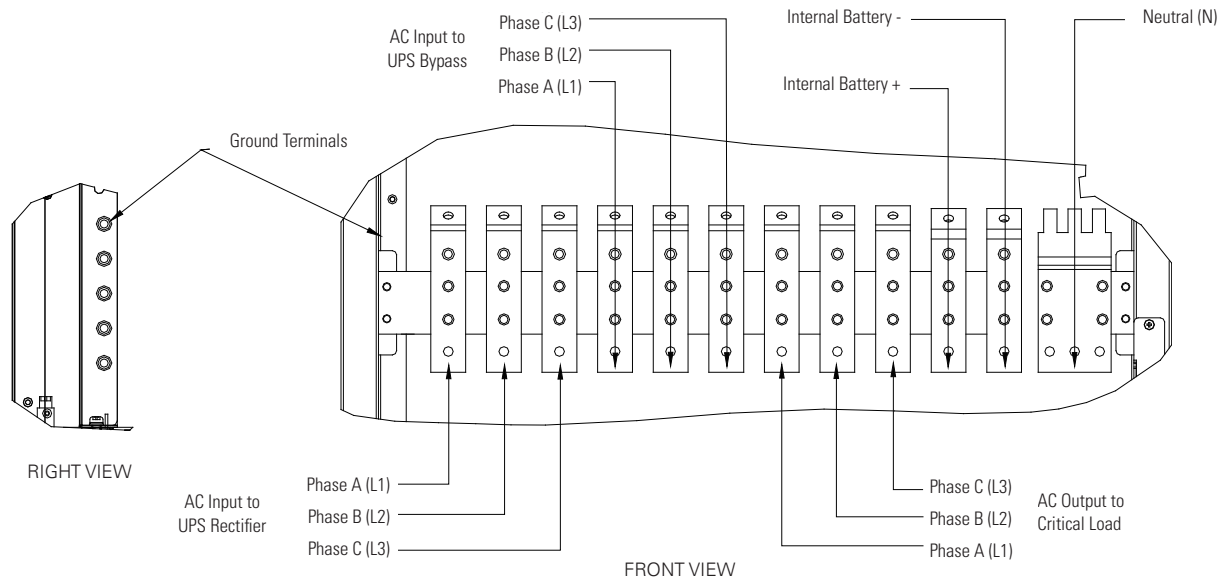 AC Input to
UPS Bypass
Phase C (L3)
Phase B (L2)
Phase A (L1)
Internal Battery -
Internal Battery +
Neutral (N)
Ground Terminals
RIGHT VIEW
AC Input to
UPS Rectifier
Phase A (L1)
Phase B (L2)
Phase C (L3)
Phase C (L3)
Phase B (L2)
Phase A (L1)
AC Output to
Critical Load
FRONT VIEW